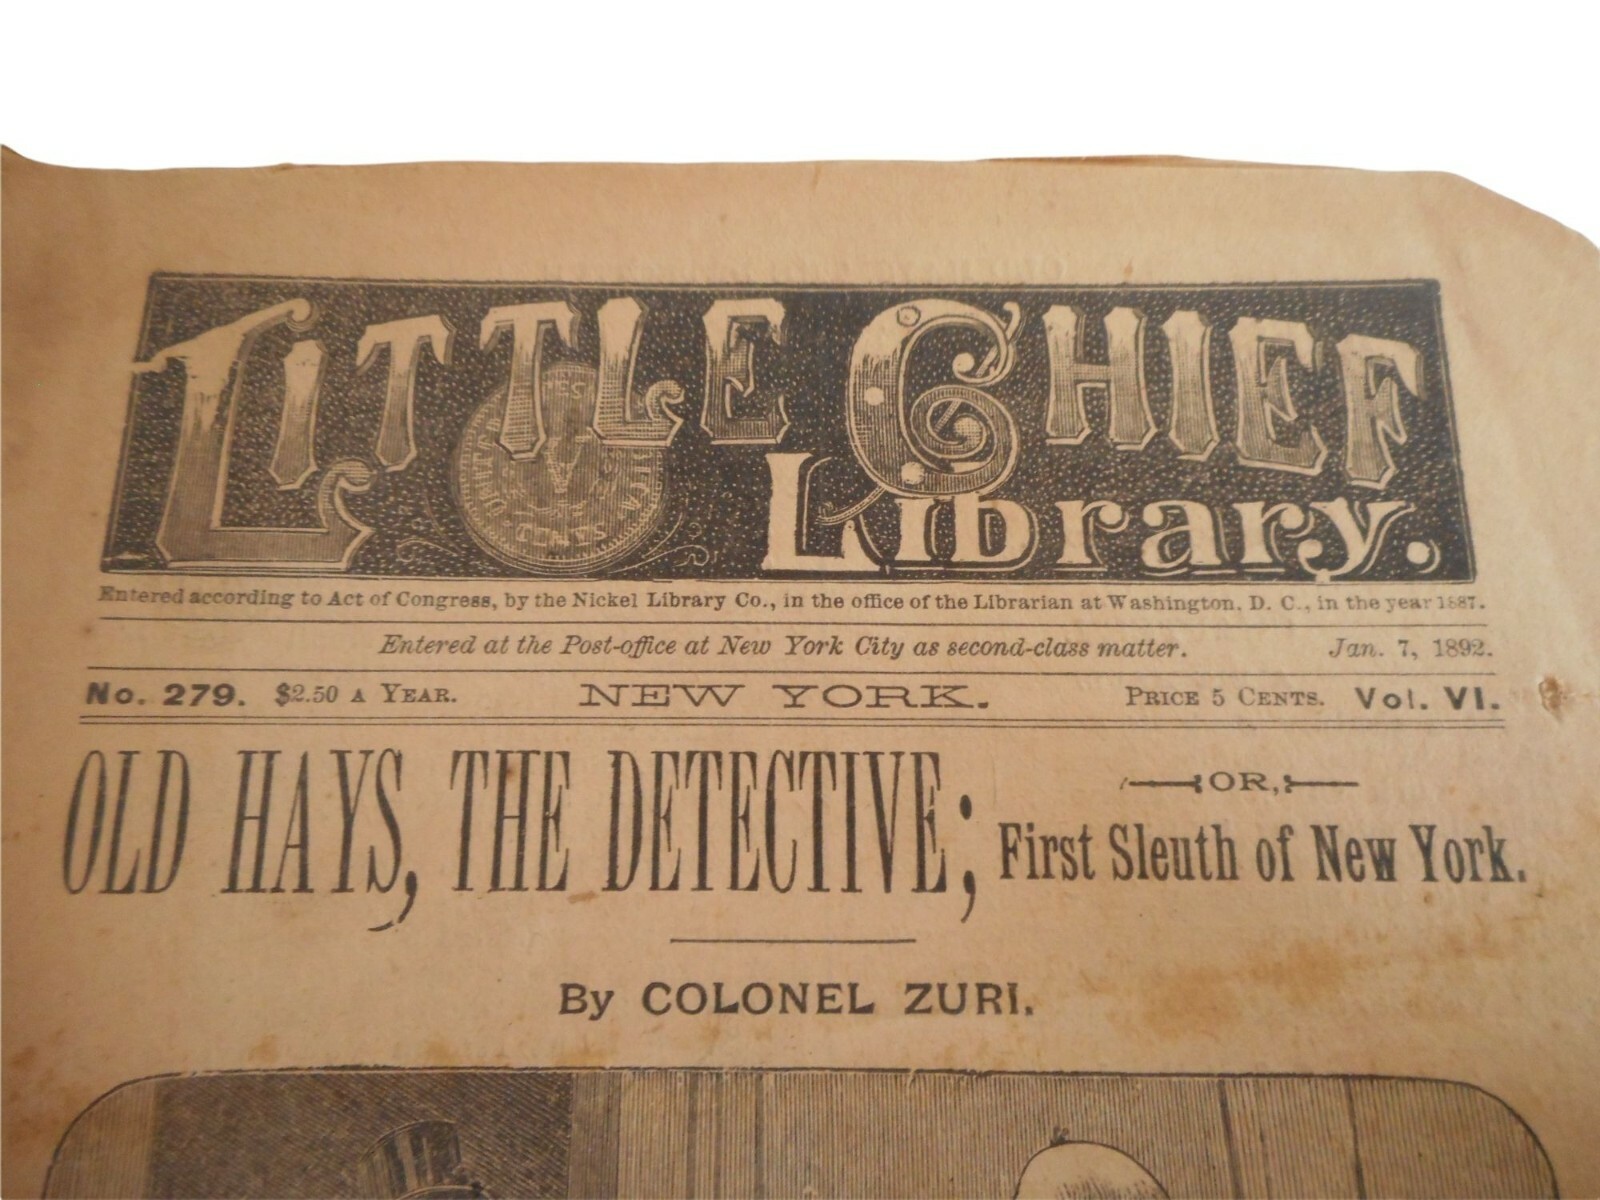 LITTLE CHIEF
Library.
Entered according to Act of Congress, by the Nickel Library Co., in the office of the Librarian at Washington, D. C., in the year 1887.
Entered at the Post-office at New York City as second-class matter. Jan. 7, 1892.
No. 279. $2.50 A YEAR. NEW YORK. PRICE 5 CENTS. Vol. VI.
OLD HAYS, THE DETECTIVE; OR,
First Sleuth of New York.
By COLONEL ZURI.